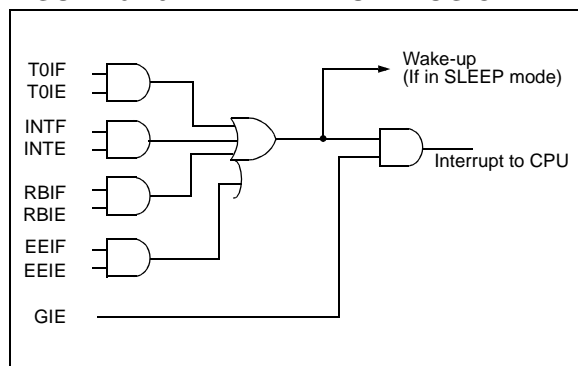 T0IF
T0IE
INTF
INTE
RBIF
RBIE
EEIF
EEIE
GIE
Wake-up
(If in SLEEP mode)
Interrupt to CPU